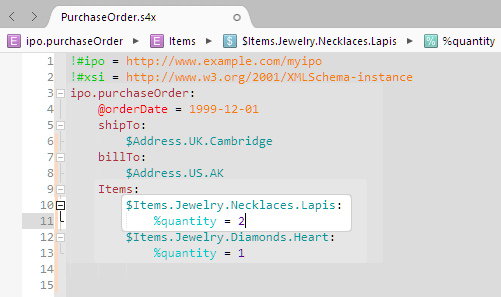 PurchaseOrder.s4x
E ipo.purchaseOrder ▸ E Items ▸ $ $Items.Jewelry.Necklaces.Lapis ▸ % %quantity
1 !#ipo = http://www.example.com/myipo
2 !#xsi = http://www.w3.org/2001/XMLSchema-instance
3 ipo.purchaseOrder:
4 @orderDate = 1999-12-01
5 shipTo:
6 $Address.UK.Cambridge
7 billTo:
8 $Address.US.AK
9 Items:
10 $Items.Jewelry.Necklaces.Lapis:
11 %quantity = 2
12 $Items.Jewelry.Diamonds.Heart:
13 %quantity = 1
14
15